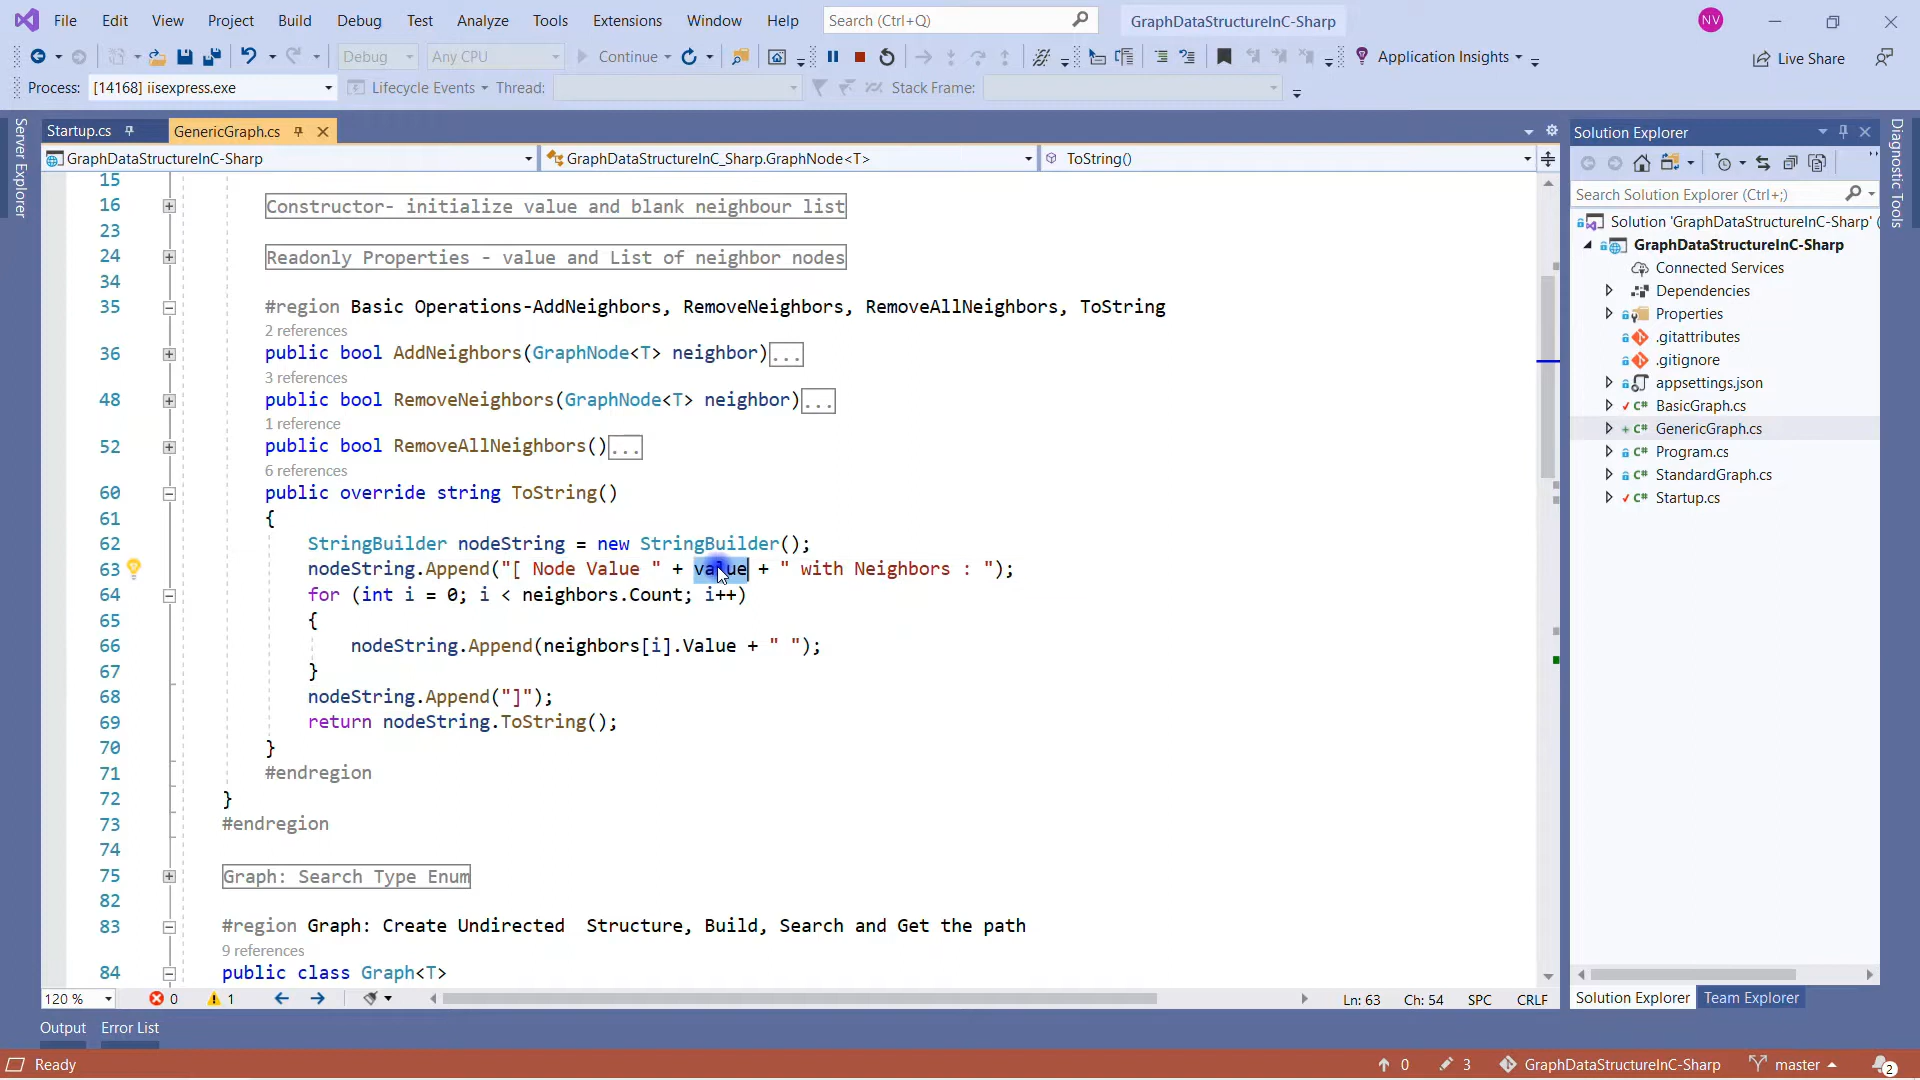 File Edit View Project Build Debug Test Analyze Tools Extensions Window Help Search (Ctrl+Q) GraphDataStructureInC-Sharp NV
Debug Any CPU Continue Application Insights Live Share
Process: [14168] iisexpress.exe Lifecycle Events Thread: Stack Frame:
Server Explorer
Startup.cs GenericGraph.cs
GraphDataStructureInC-Sharp GraphDataStructureInC_Sharp.GraphNode<T> ToString()
15
16 Constructor- initialize value and blank neighbour list
23
24 Readonly Properties - value and List of neighbor nodes
34
35 #region Basic Operations-AddNeighbors, RemoveNeighbors, RemoveAllNeighbors, ToString
2 references
36 public bool AddNeighbors(GraphNode<T> neighbor)...
3 references
48 public bool RemoveNeighbors(GraphNode<T> neighbor)...
1 reference
52 public bool RemoveAllNeighbors()...
6 references
60 public override string ToString()
61 {
62 StringBuilder nodeString = new StringBuilder();
63 nodeString.Append("[ Node Value " + value + " with Neighbors : ");
64 for (int i = 0; i < neighbors.Count; i++)
65 {
66 nodeString.Append(neighbors[i].Value + " ");
67 }
68 nodeString.Append("]");
69 return nodeString.ToString();
70 }
71 #endregion
72 }
73 #endregion
74
75 Graph: Search Type Enum
82
83 #region Graph: Create Undirected  Structure, Build, Search and Get the path
9 references
84 public class Graph<T>
120 % 0 1 Ln: 63 Ch: 54 SPC CRLF
Output Error List
Solution Explorer
Search Solution Explorer (Ctrl+;)
Solution 'GraphDataStructureInC-Sharp' (
GraphDataStructureInC-Sharp
Connected Services
Dependencies
Properties
.gitattributes
.gitignore
appsettings.json
C# BasicGraph.cs
C# GenericGraph.cs
C# Program.cs
C# StandardGraph.cs
C# Startup.cs
Solution Explorer Team Explorer
Diagnostic Tools
Ready 0 3 GraphDataStructureInC-Sharp master 2